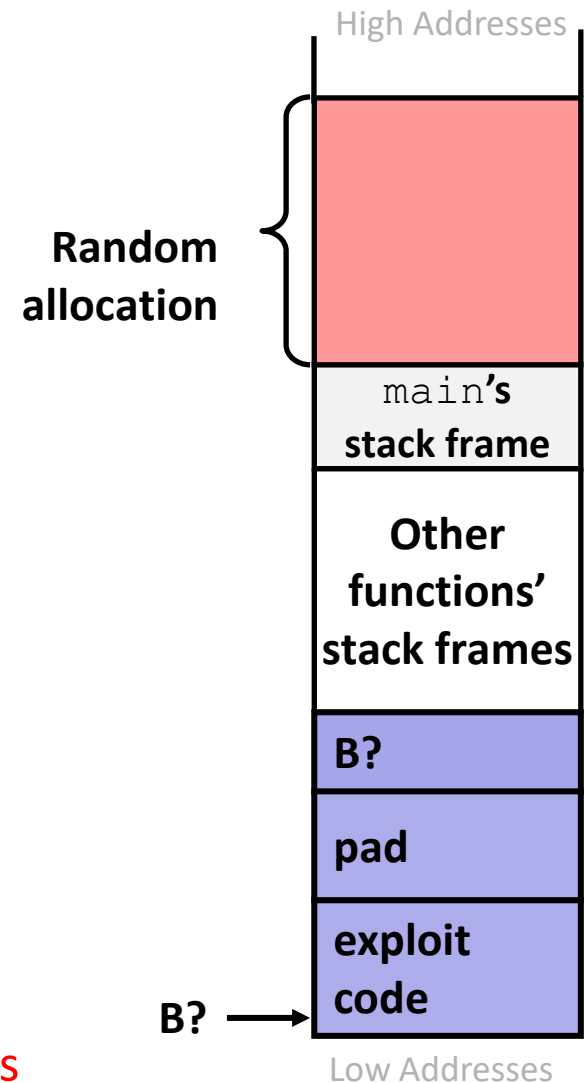 High Addresses
Random
allocation
main's
stack frame
Other
functions’
stack frames
B?
pad
exploit
code
B?
s
Low Addresses